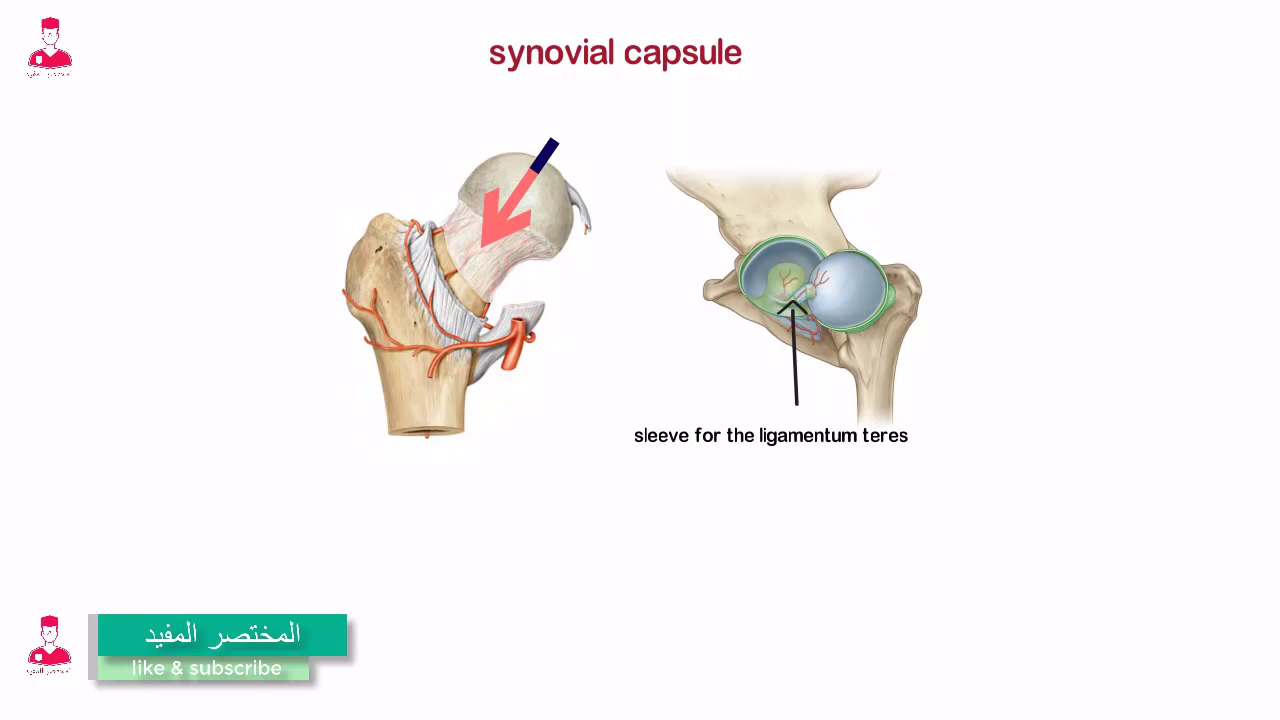 synovial capsule
sleeve for the ligamentum teres
المختصر المفيد
like & subscribe